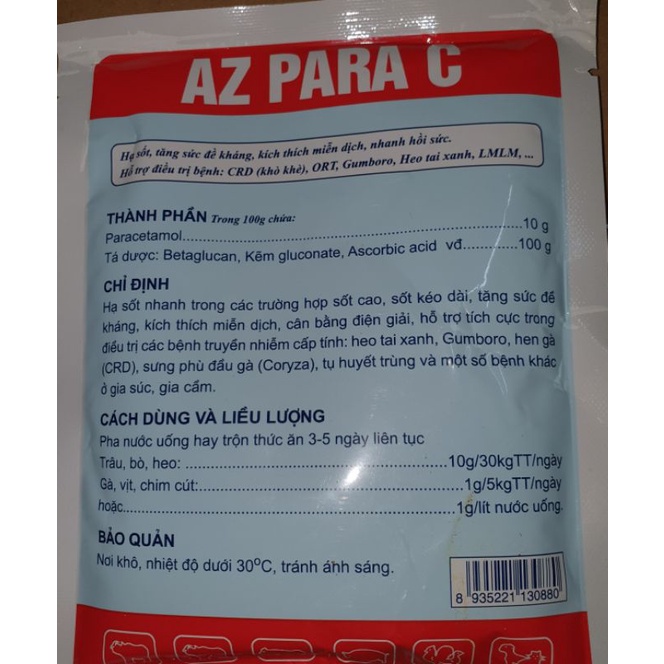 AZ PARA C
Hạ sốt, tăng sức đề kháng, kích thích miễn dịch, nhanh hồi sức.
Hỗ trợ điều trị bệnh: CRD (khò khè), ORT, Gumboro, Heo tai xanh, LMLM, ...
THÀNH PHẦN Trong 100g chứa:
Paracetamol..........................................................10 g
Tá dược: Betaglucan, Kẽm gluconate, Ascorbic acid vđ...........100 g
CHỈ ĐỊNH
Hạ sốt nhanh trong các trường hợp sốt cao, sốt kéo dài, tăng sức đề
kháng, kích thích miễn dịch, cân bằng điện giải, hỗ trợ tích cực trong
điều trị các bệnh truyền nhiễm cấp tính: heo tai xanh, Gumboro, hen gà
(CRD), sưng phù đầu gà (Coryza), tụ huyết trùng và một số bệnh khác
ở gia súc, gia cầm.
CÁCH DÙNG VÀ LIỀU LƯỢNG
Pha nước uống hay trộn thức ăn 3-5 ngày liên tục
Trâu, bò, heo: .............................................10g/30kgTT/ngày
Gà, vịt, chim cút:.............................................1g/5kgTT/ngày
hoặc........................................................1g/lít nước uống.
BẢO QUẢN
Nơi khô, nhiệt độ dưới 30⁰C, tránh ánh sáng.
8 935221 130880